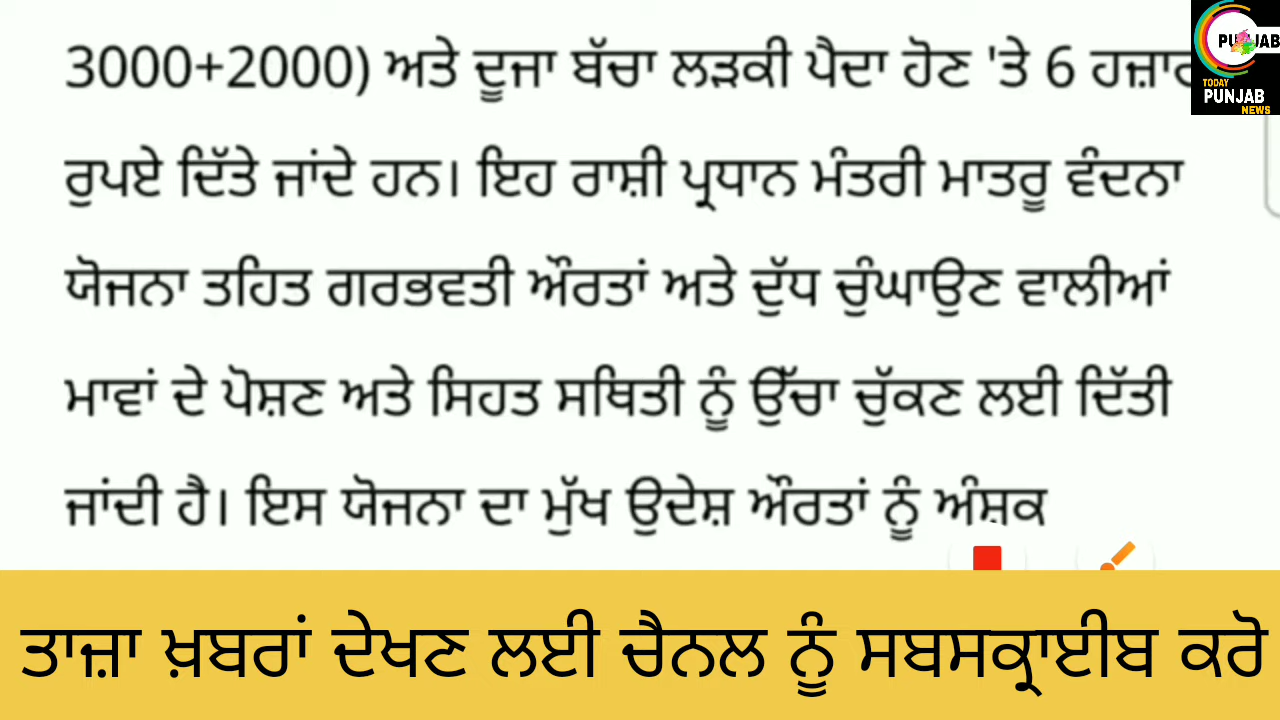 3000+2000) ਅਤੇ ਦੂਜਾ ਬੱਚਾ ਲੜਕੀ ਪੈਦਾ ਹੋਣ 'ਤੇ 6 ਹਜ਼ਾਰ
ਰੁਪਏ ਦਿੱਤੇ ਜਾਂਦੇ ਹਨ। ਇਹ ਰਾਸ਼ੀ ਪ੍ਰਧਾਨ ਮੰਤਰੀ ਮਾਤਰੂ ਵੰਦਨਾ
ਯੋਜਨਾ ਤਹਿਤ ਗਰਭਵਤੀ ਔਰਤਾਂ ਅਤੇ ਦੁੱਧ ਚੁੰਘਾਉਣ ਵਾਲੀਆਂ
ਮਾਵਾਂ ਦੇ ਪੋਸ਼ਣ ਅਤੇ ਸਿਹਤ ਸਥਿਤੀ ਨੂੰ ਉੱਚਾ ਚੁੱਕਣ ਲਈ ਦਿੱਤੀ
ਜਾਂਦੀ ਹੈ। ਇਸ ਯੋਜਨਾ ਦਾ ਮੁੱਖ ਉਦੇਸ਼ ਔਰਤਾਂ ਨੂੰ ਅੰਸ਼ਕ
PUNJAB
TODAY
PUNJAB
NEWS
ਤਾਜ਼ਾ ਖ਼ਬਰਾਂ ਦੇਖਣ ਲਈ ਚੈਨਲ ਨੂੰ ਸਬਸਕ੍ਰਾਈਬ ਕਰੋ